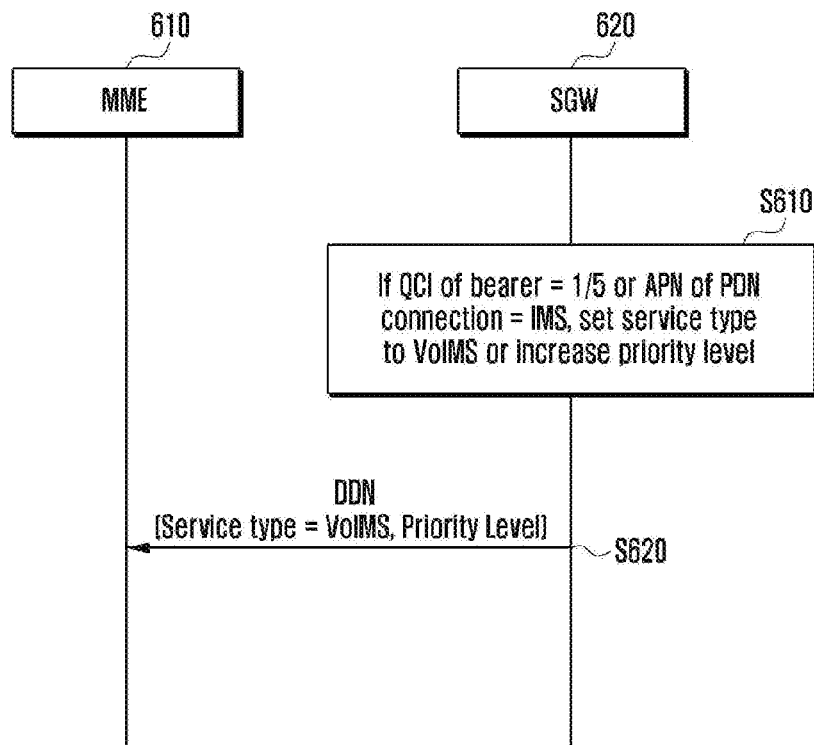 610
620
MME
SGW
S610
If QCI of bearer = 1/5 or APN of PDN
connection = IMS, set service type
to VoIMS or increase priority level
DDN
[Service type = VoIMS, Priority Level]
S620